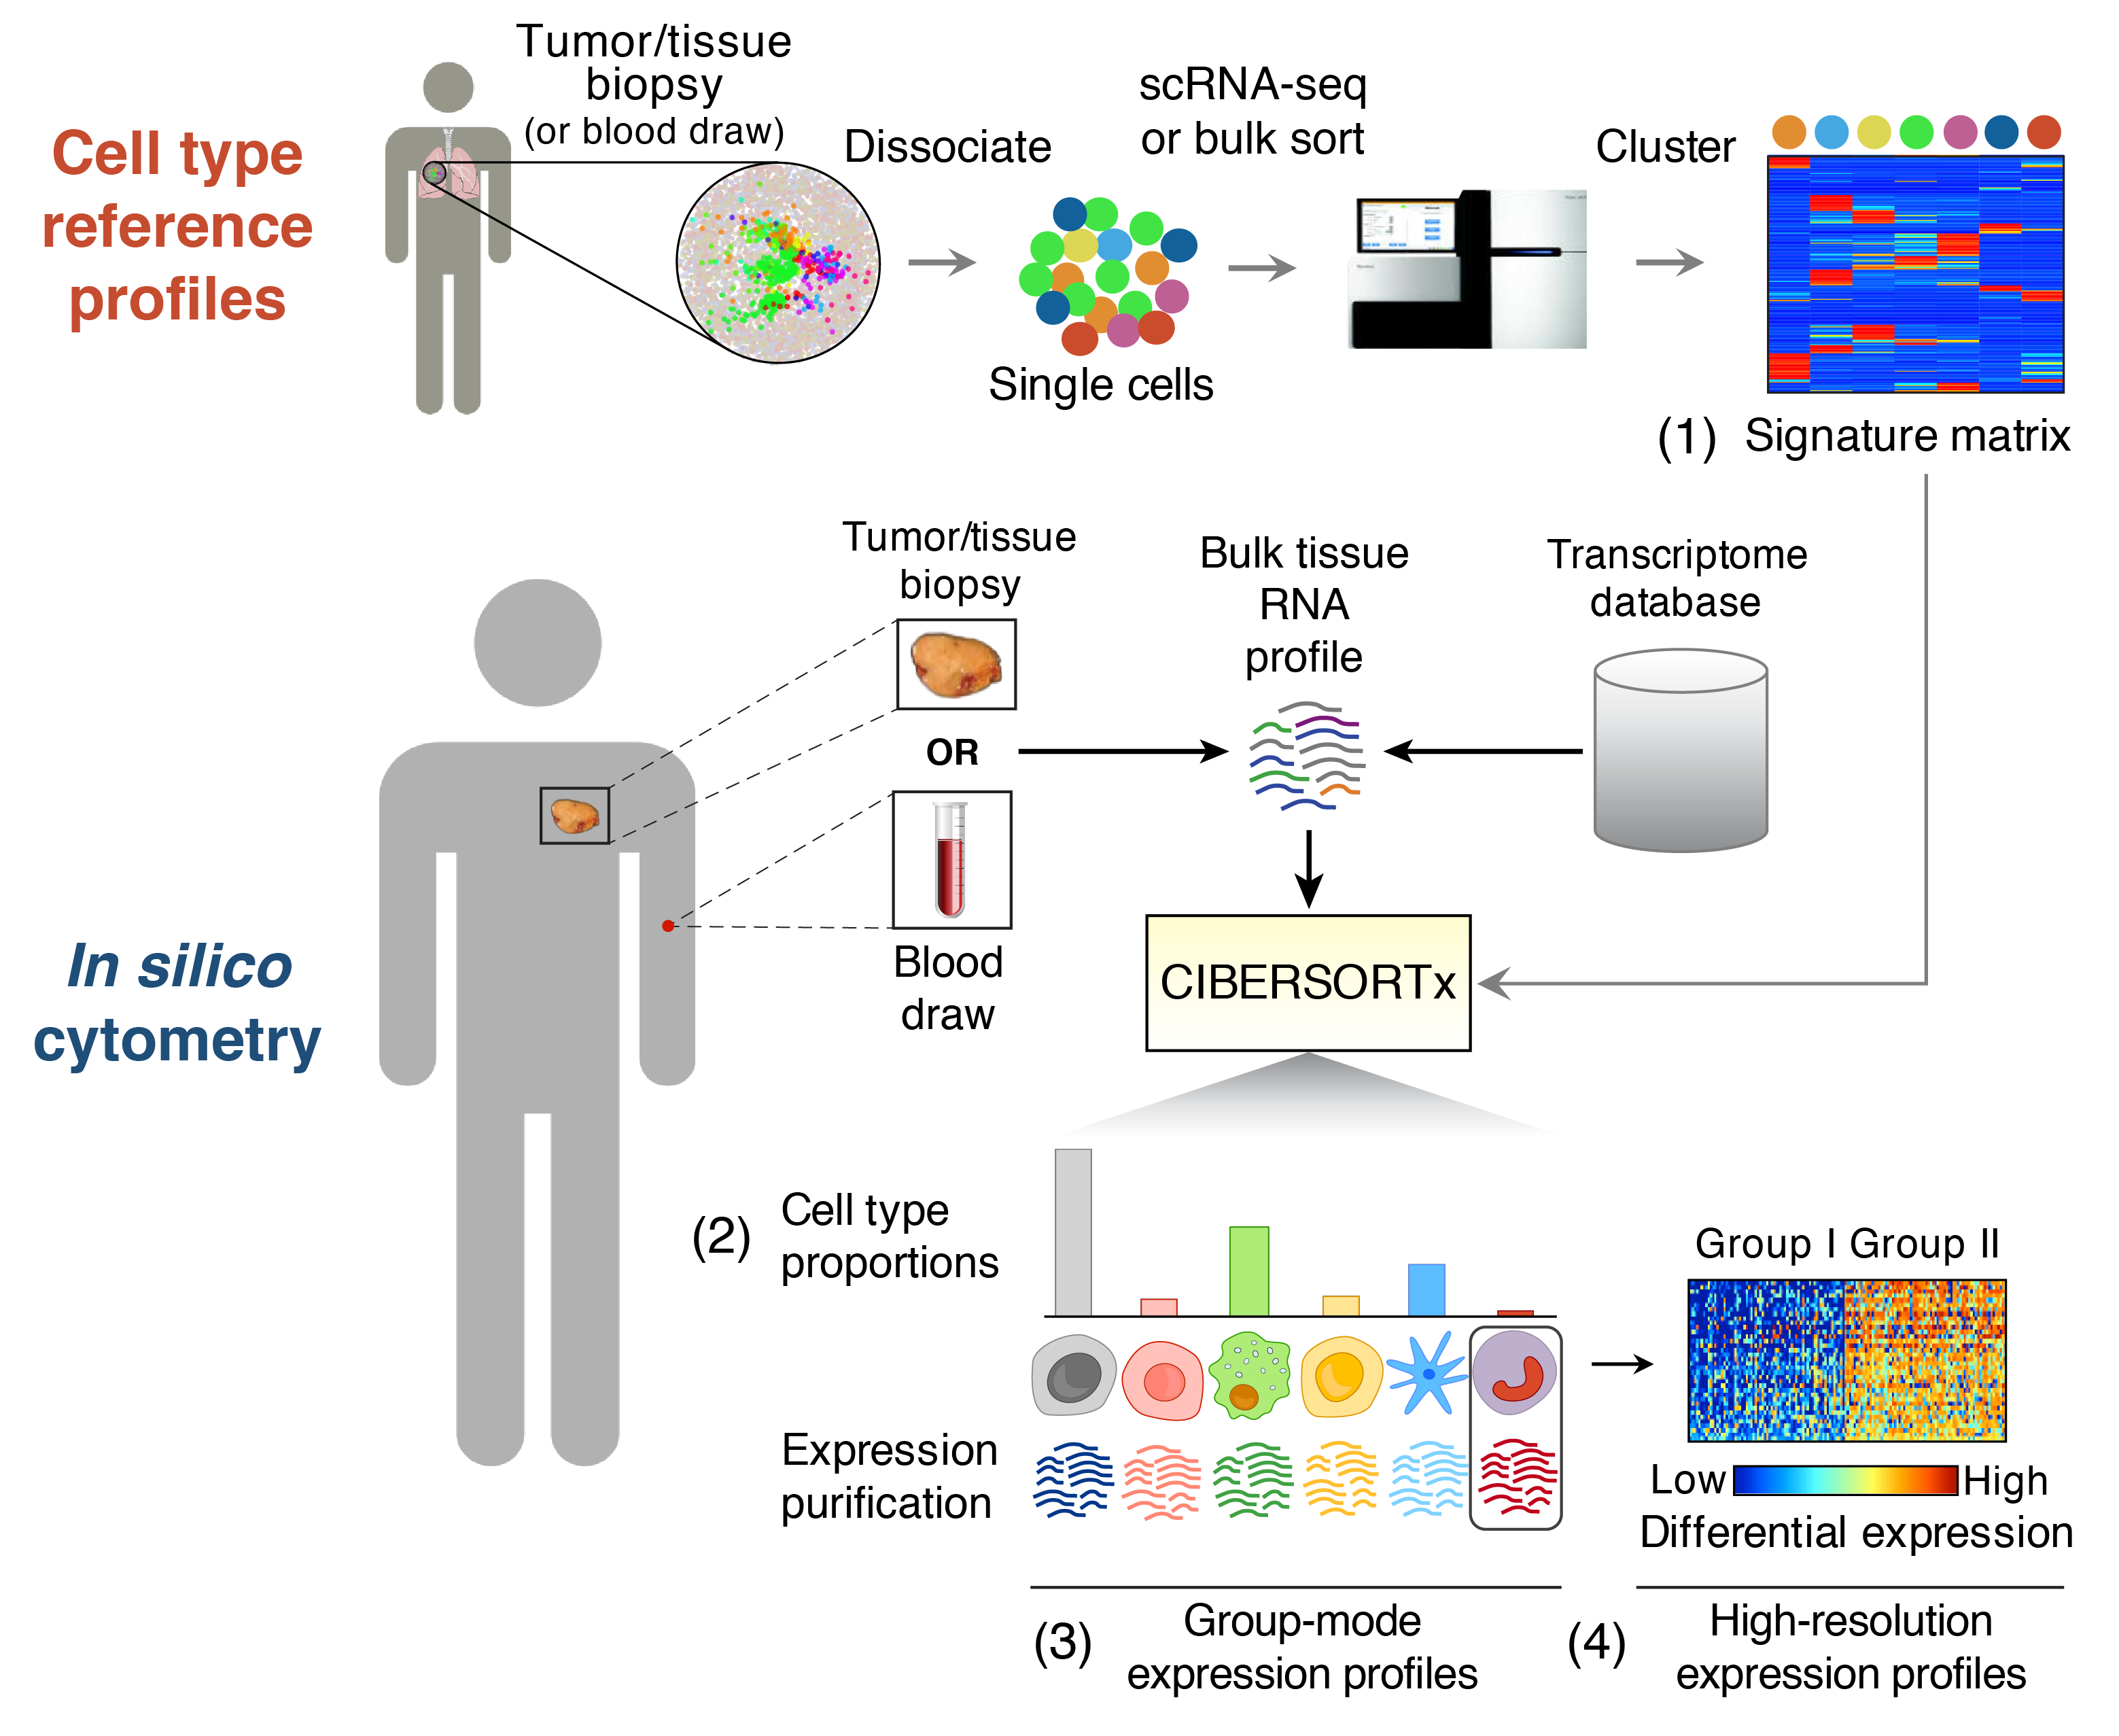 Cell type
reference
profiles
Tumor/tissue
biopsy
(or blood draw)
Dissociate
Single cells
scRNA-seq
or bulk sort
Cluster
(1) Signature matrix
In silico
cytometry
Tumor/tissue
biopsy
OR
Blood
draw
Bulk tissue
RNA
profile
Transcriptome
database
CIBERSORTx
(2) Cell type
proportions
Expression
purification
Group I Group II
Low High
Differential expression
(3) Group-mode
expression profiles
(4) High-resolution
expression profiles